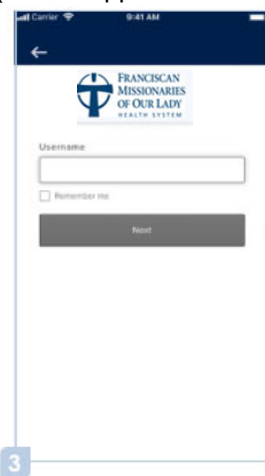 Carrier 9:41 AM
FRANCISCAN
MISSIONARIES
OF OUR LADY
HEALTH SYSTEM
Username
Remember me
Next
3